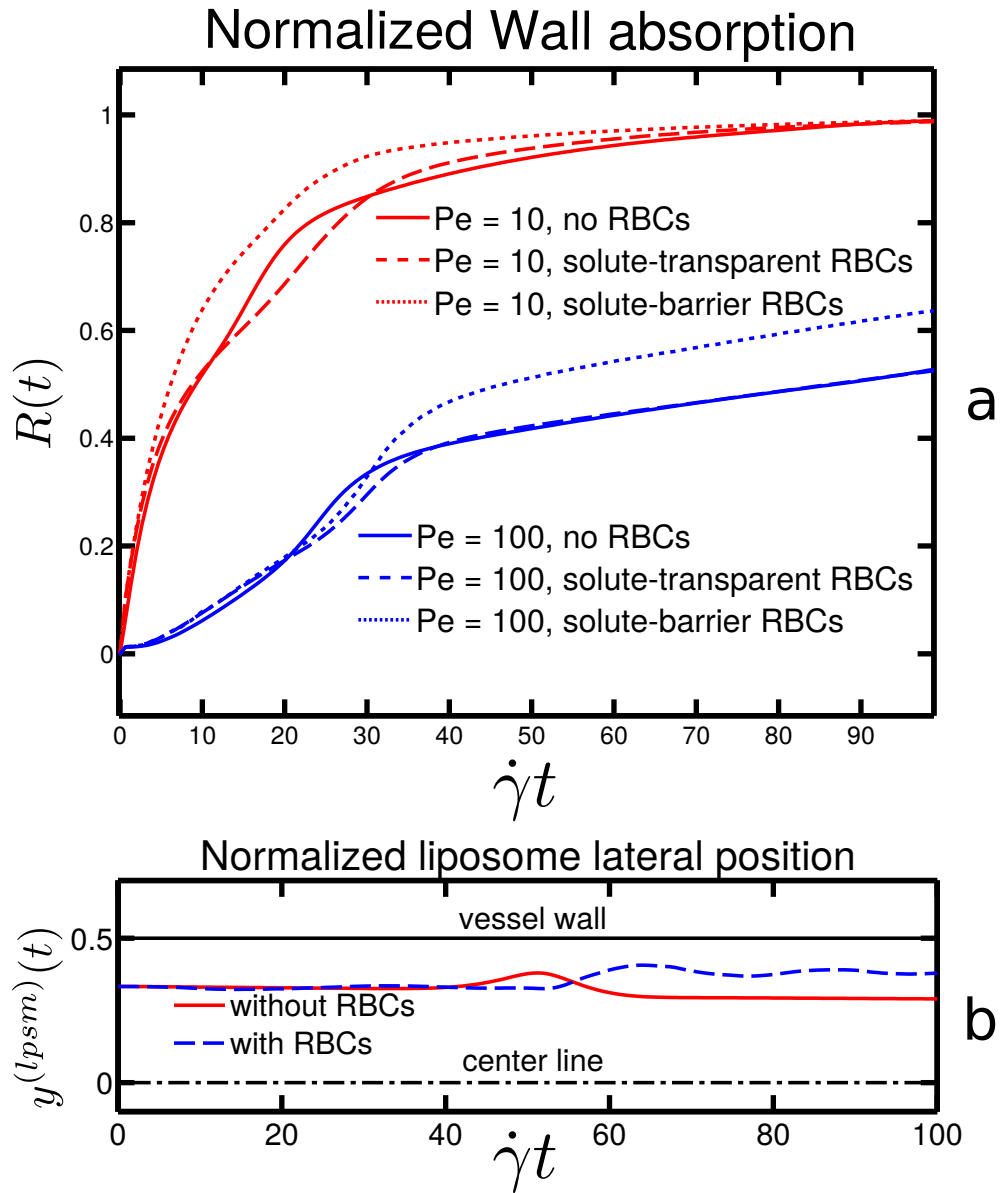 Normalized Wall absorption
1
0.8
0.6
0.4
0.2
0
R(t)
Pe = 10, no RBCs
Pe = 10, solute-transparent RBCs
Pe = 10, solute-barrier RBCs
a
Pe = 100, no RBCs
Pe = 100, solute-transparent RBCs
Pe = 100, solute-barrier RBCs
0 10 20 30 40 50 60 70 80 90
γ̇t
Normalized liposome lateral position
vessel wall
0.5
y^(lpsm)(t)
without RBCs
with RBCs
b
center line
0
0 20 40 60 80 100
γ̇t